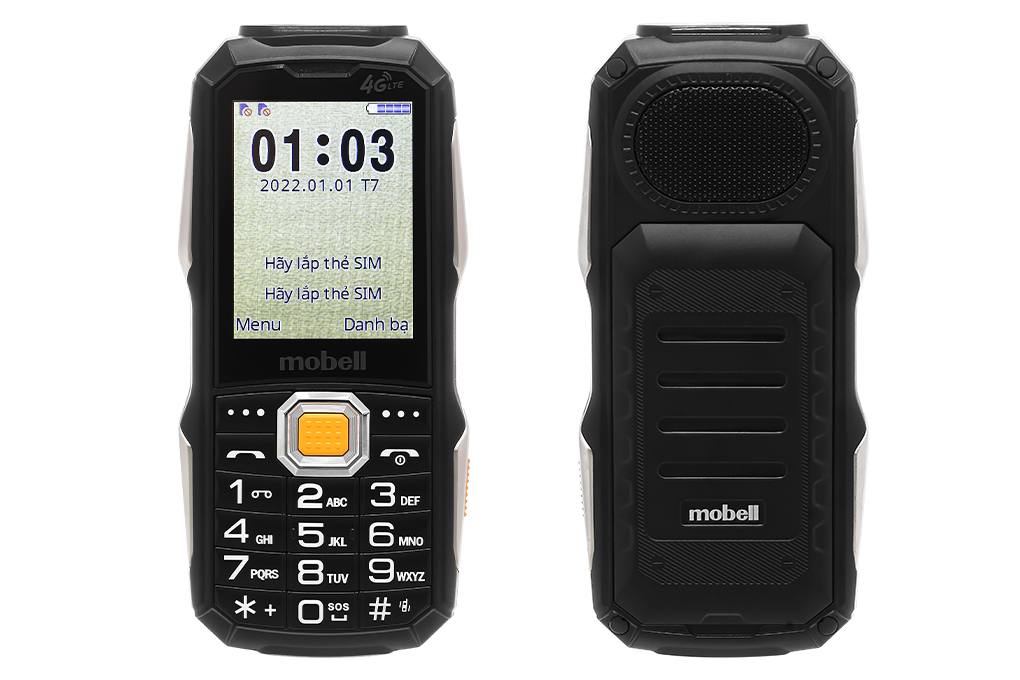 4G LTE
01:03
2022.01.01 T7
Hãy lắp thẻ SIM
Hãy lắp thẻ SIM
Menu Danh bạ
mobell
1 2 ABC 3 DEF
4 GHI 5 JKL 6 MNO
7 PQRS 8 TUV 9 WXYZ
* + 0 SOS #
mobell